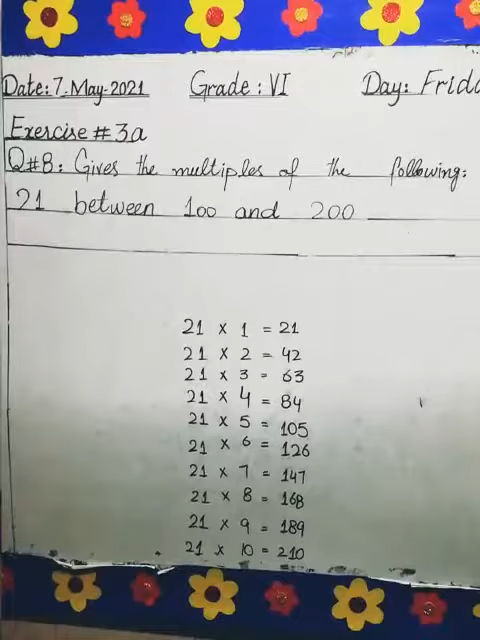 Date: 7-May-2021 Grade: VI Day: Frida
Exercise # 3a
Q#8: Gives the multiples of the following:
21 between 100 and 200
21 x 1 = 21
21 x 2 = 42
21 x 3 = 63
21 x 4 = 84
21 x 5 = 105
21 x 6 = 126
21 x 7 = 147
21 x 8 = 168
21 x 9 = 189
21 x 10 = 210